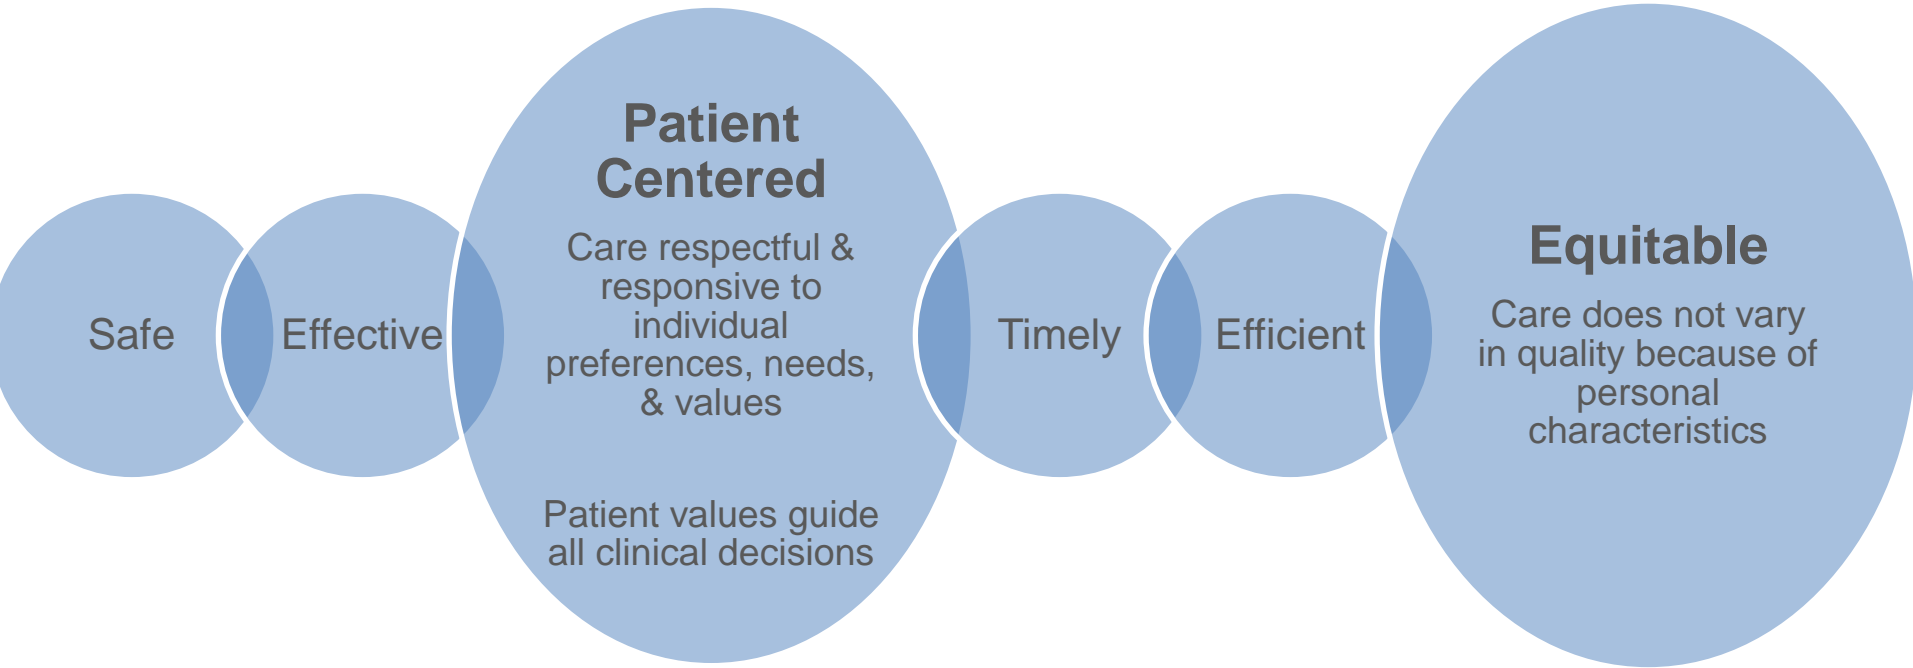 Safe
Effective
Patient
Centered
Care respectful &
responsive to
individual
preferences, needs,
& values
Patient values guide
all clinical decisions
Timely
Efficient
Equitable
Care does not vary
in quality because of
personal
characteristics